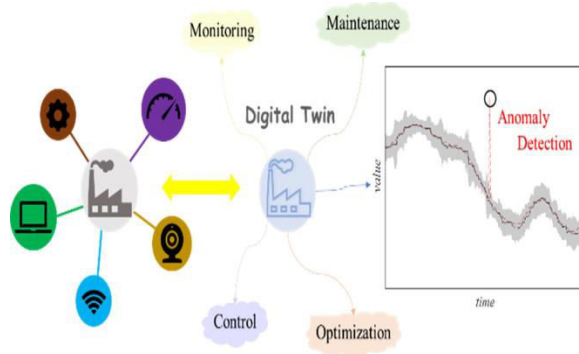 Monitoring
Maintenance
Digital Twin
Anomaly
Detection
value
time
Control
Optimization